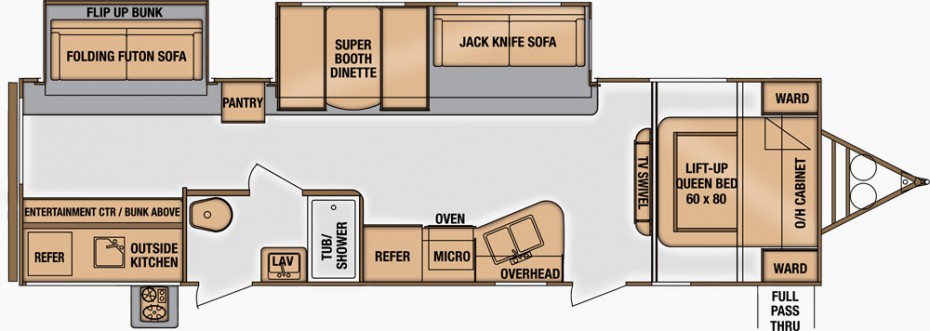 FLIP UP BUNK
FOLDING FUTON SOFA
PANTRY
SUPER
BOOTH
DINETTE
JACK KNIFE SOFA
WARD
TV SWIVEL
LIFT-UP
QUEEN BED
60 x 80
O/H CABINET
WARD
FULL
PASS
THRU
ENTERTAINMENT CTR / BUNK ABOVE
REFER
OUTSIDE
KITCHEN
LAV
TUB/
SHOWER
OVEN
REFER
MICRO
OVERHEAD